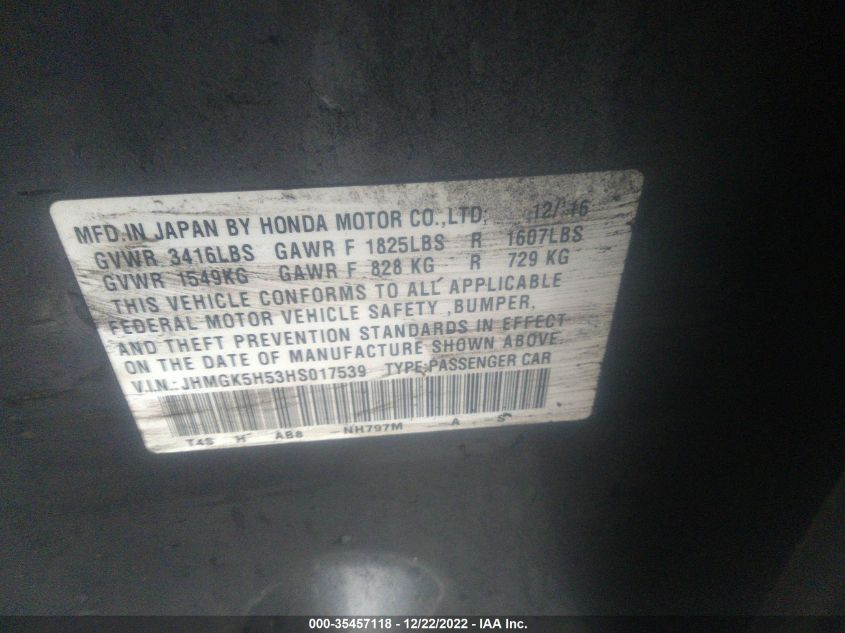 MFD.IN JAPAN BY HONDA MOTOR CO.,LTD; 12/'16
GVWR 3416LBS GAWR F 1825LBS R 1607LBS
GVWR 1549KG GAWR F 828 KG R 729 KG
THIS VEHICLE CONFORMS TO ALL APPLICABLE
FEDERAL MOTOR VEHICLE SAFETY ,BUMPER,
AND THEFT PREVENTION STANDARDS IN EFFECT
ON THE DATE OF MANUFACTURE SHOWN ABOVE.
V.I.N.:JHMGK5H53HS017539 TYPE:PASSENGER CAR
T4S H AB8 NH797M A S
000-35457118 - 12/22/2022 - IAA Inc.